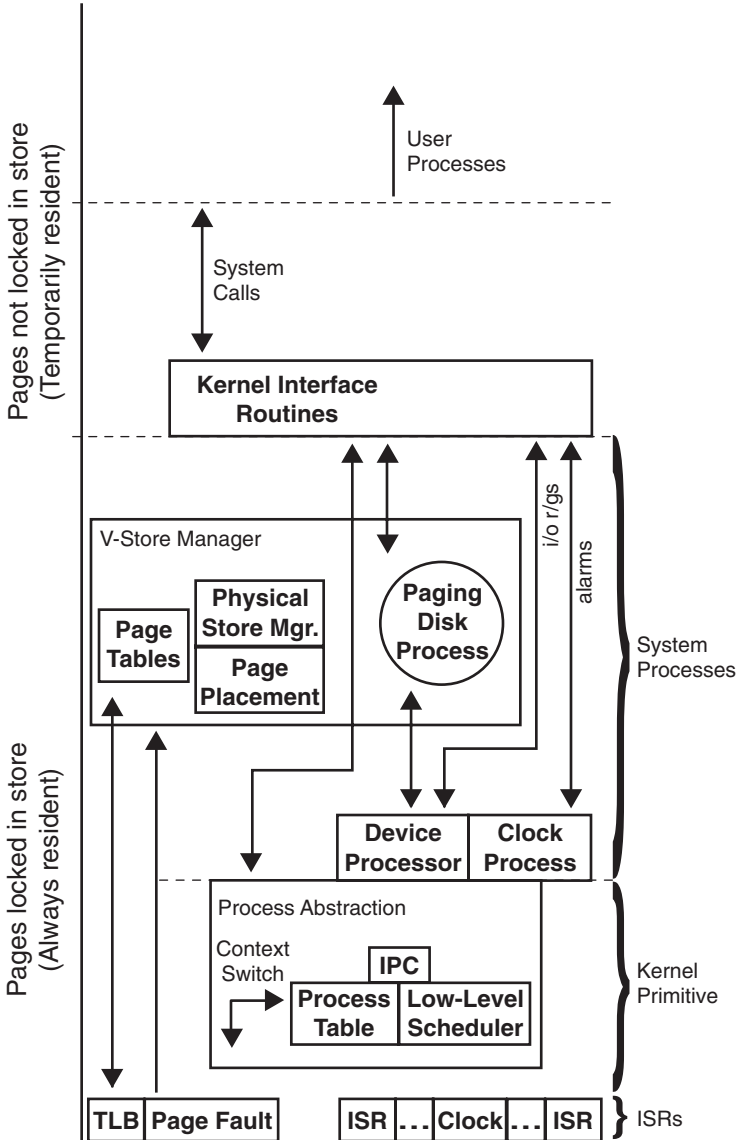 User
Processes
Pages not locked in store
(Temporarily resident)
System
Calls
Kernel Interface
Routines
i/o r/gs
alarms
V-Store Manager
Physical
Store Mgr.
Page
Tables
Page
Placement
Paging
Disk
Process
System
Processes
Pages locked in store
(Always resident)
Device
Processor
Clock
Process
Process Abstraction
Context
Switch
IPC
Process
Table
Low-Level
Scheduler
Kernel
Primitive
TLB
Page Fault
ISR
...
Clock
...
ISR
ISRs